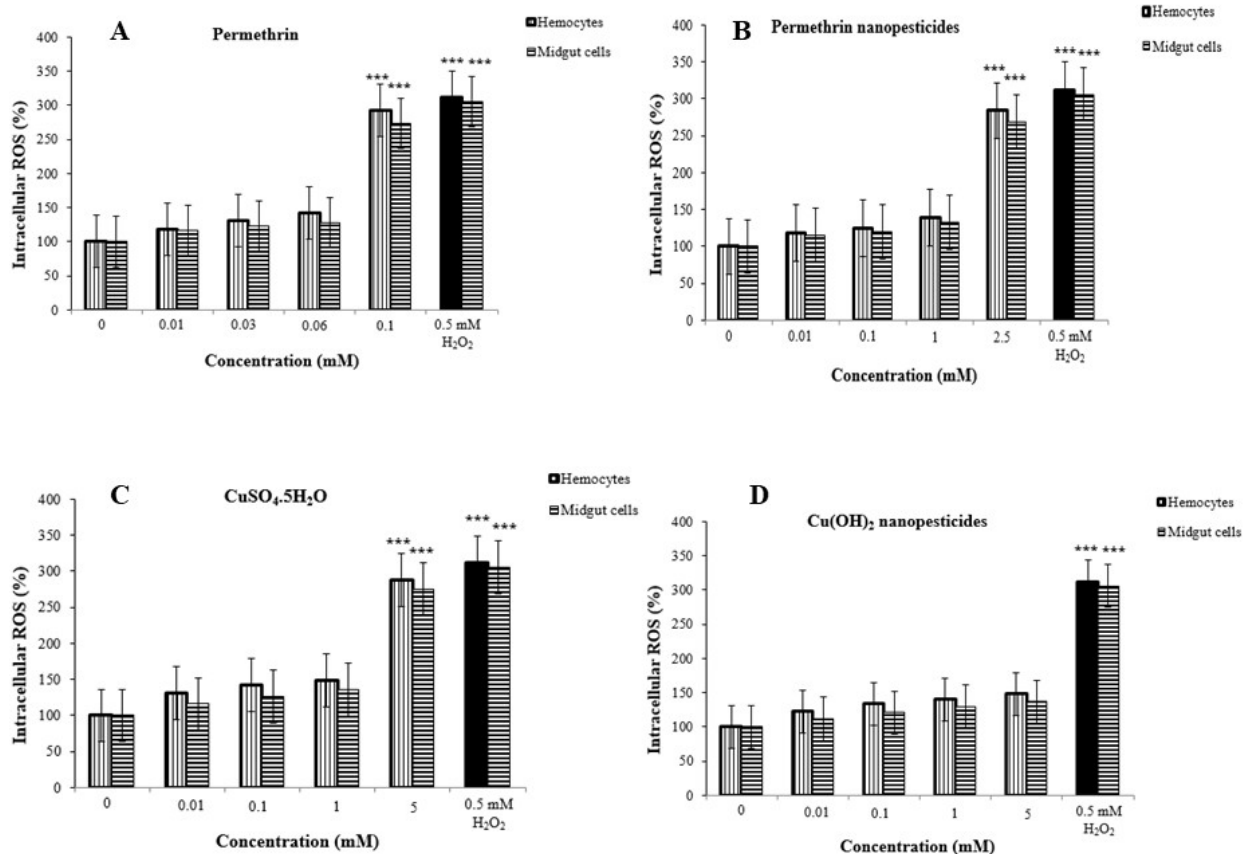 A
Permethrin
Hemocytes
Midgut cells
Intracellular ROS (%)
400
350
300
250
200
150
100
50
0
*** ***
*** ***
0 0.01 0.03 0.06 0.1 0.5 mM
H₂O₂
Concentration (mM)
B
Permethrin nanopesticides
Hemocytes
Midgut cells
Intracellular ROS (%)
400
350
300
250
200
150
100
50
0
*** ***
*** ***
0 0.01 0.1 1 2.5 0.5 mM
H₂O₂
Concentration (mM)
C
CuSO₄.5H₂O
Hemocytes
Midgut cells
Intracellular ROS (%)
400
350
300
250
200
150
100
50
0
*** ***
*** ***
0 0.01 0.1 1 5 0.5 mM
H₂O₂
Concentration (mM)
D
Cu(OH)₂ nanopesticides
Hemocytes
Midgut cells
Intracellular ROS (%)
400
350
300
250
200
150
100
50
0
*** ***
0 0.01 0.1 1 5 0.5 mM
H₂O₂
Concentration (mM)